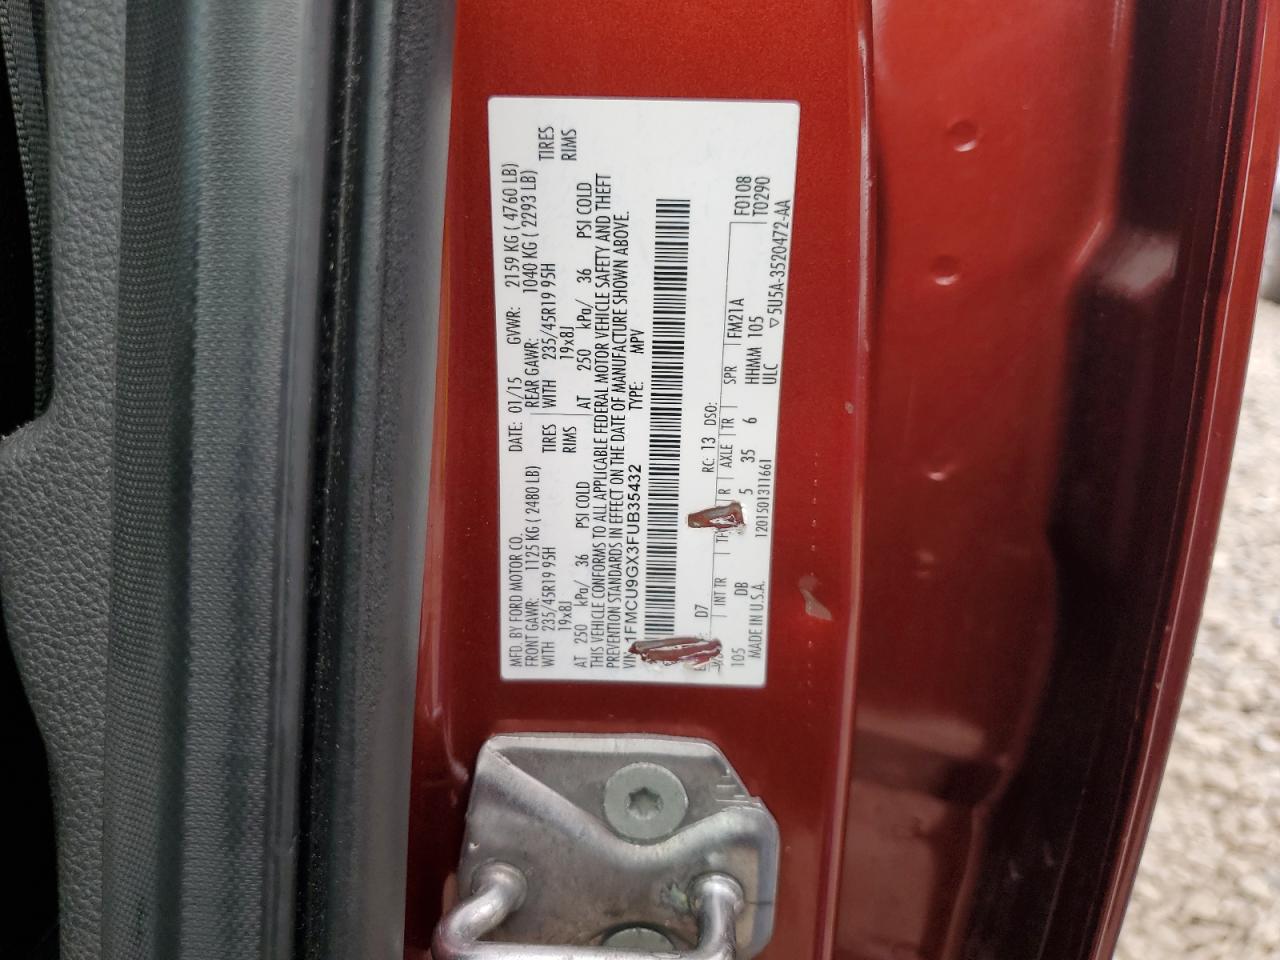 MFD. BY FORD MOTOR CO. DATE: 01/15 GVWR: 2159 KG ( 4760 LB)
FRONT GAWR: 1125 KG ( 2480 LB) REAR GAWR: 1040 KG ( 2293 LB)
WITH 235/45R19 95H TIRES WITH 235/45R19 95H TIRES
19x8J RIMS 19x8J RIMS
AT 250 kPa/ 36 PSI COLD AT 250 kPa/ 36 PSI COLD
THIS VEHICLE CONFORMS TO ALL APPLICABLE FEDERAL MOTOR VEHICLE SAFETY AND THEFT
PREVENTION STANDARDS IN EFFECT ON THE DATE OF MANUFACTURE SHOWN ABOVE.
VIN: 1FMCU9GX3FUB35432 TYPE: MPV
D7 RC: 13 DSO: F0108
INT TR R AXLE TR SPR FM21A T0290
105 DB 5 35 6 HHMM 105
MADE IN U.S.A. 1201501311661 ULC ▽5U5A-3520472-AA